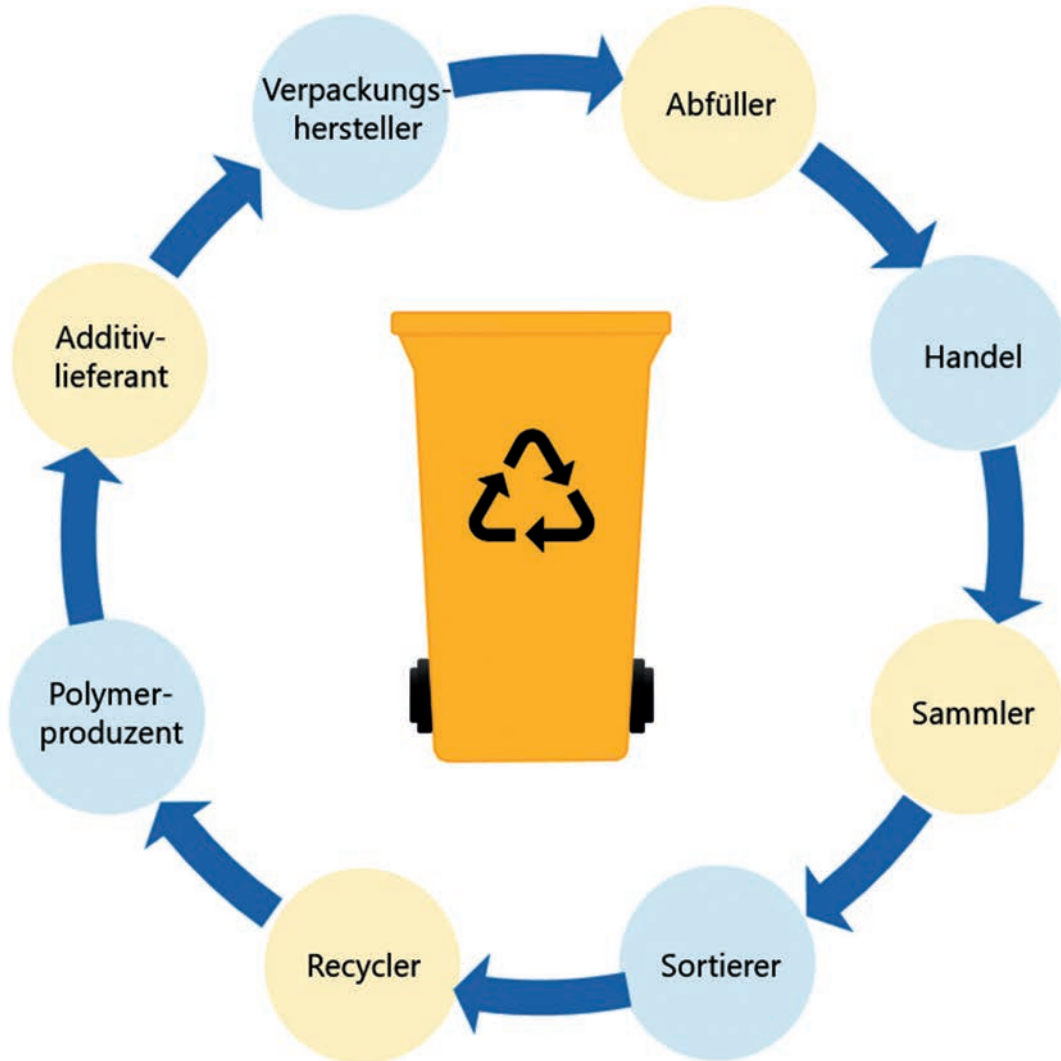 Verpackungs-
hersteller
Abfüller
Handel
Sammler
Sortierer
Recycler
Polymer-
produzent
Additiv-
lieferant